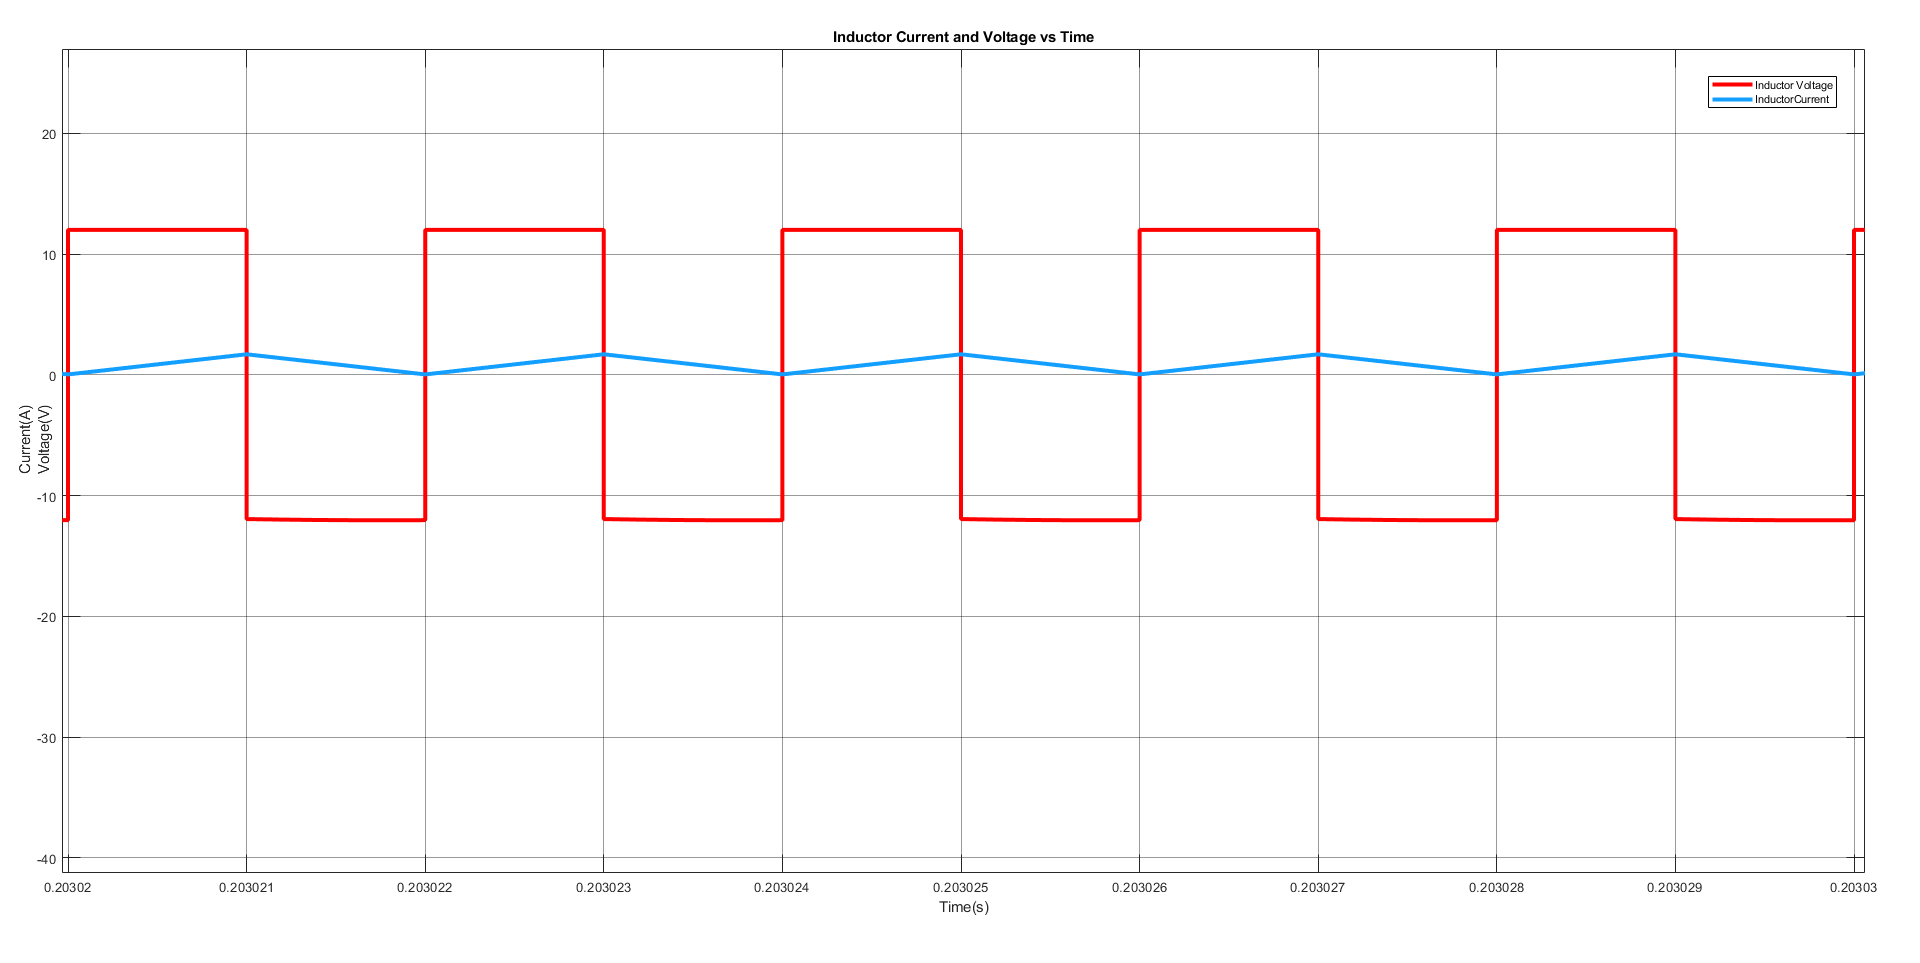 Inductor Current and Voltage vs Time
Inductor Voltage
InductorCurrent
20
10
0
-10
-20
-30
-40
Current(A)
Voltage(V)
0.20302 0.203021 0.203022 0.203023 0.203024 0.203025 0.203026 0.203027 0.203028 0.203029 0.20303
Time(s)